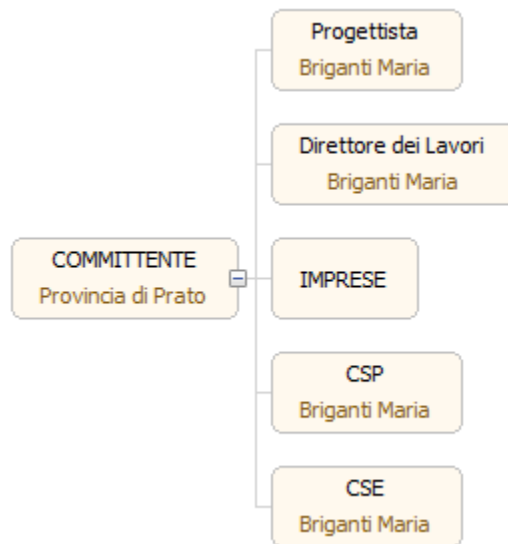 Progettista
Briganti Maria
Direttore dei Lavori
Briganti Maria
COMMITTENTE
Provincia di Prato
IMPRESE
CSP
Briganti Maria
CSE
Briganti Maria